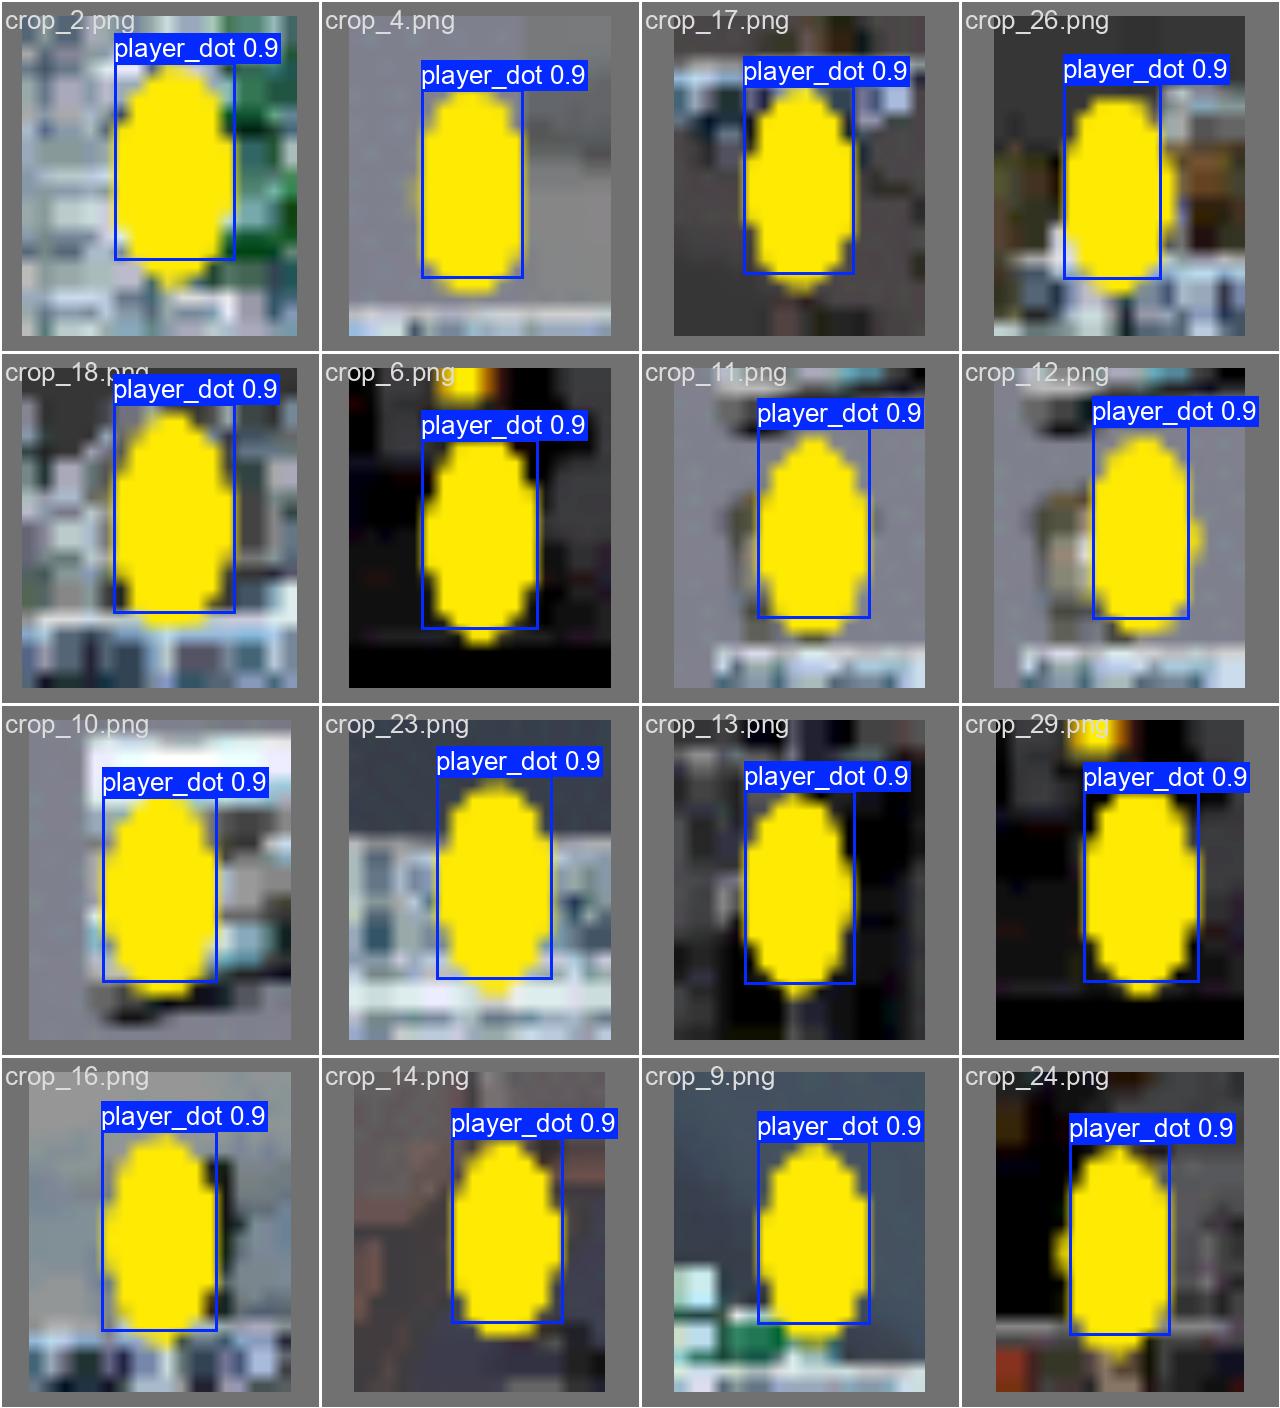 crop_2.png
player_dot 0.9
crop_4.png
player_dot 0.9
crop_17.png
player_dot 0.9
crop_26.png
player_dot 0.9
crop_18.png
player_dot 0.9
crop_6.png
player_dot 0.9
crop_11.png
player_dot 0.9
crop_12.png
player_dot 0.9
crop_10.png
player_dot 0.9
crop_23.png
player_dot 0.9
crop_13.png
player_dot 0.9
crop_29.png
player_dot 0.9
crop_16.png
player_dot 0.9
crop_14.png
player_dot 0.9
crop_9.png
player_dot 0.9
crop_24.png
player_dot 0.9